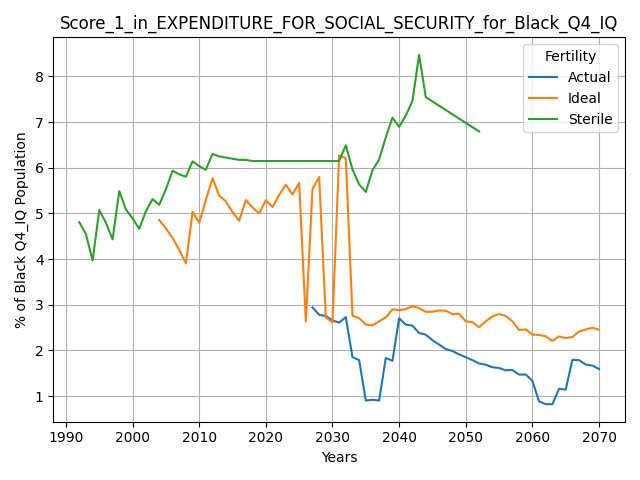 Score_1_in_EXPENDITURE_FOR_SOCIAL_SECURITY_for_Black_Q4_IQ
Fertility
Actual
Ideal
Sterile
% of Black Q4_IQ Population
8
7
6
5
4
3
2
1
1990 2000 2010 2020 2030 2040 2050 2060 2070
Years